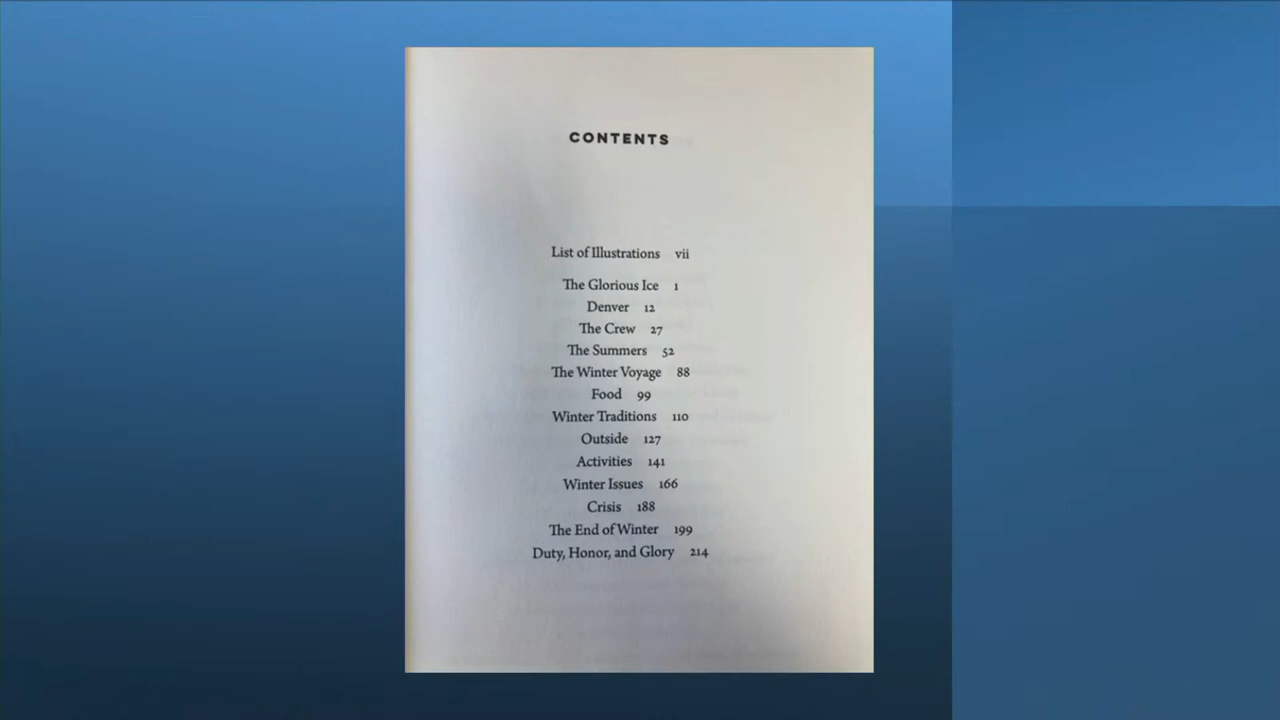 CONTENTS
List of Illustrations vii
The Glorious Ice 1
Denver 12
The Crew 27
The Summers 52
The Winter Voyage 88
Food 99
Winter Traditions 110
Outside 127
Activities 141
Winter Issues 166
Crisis 188
The End of Winter 199
Duty, Honor, and Glory 214